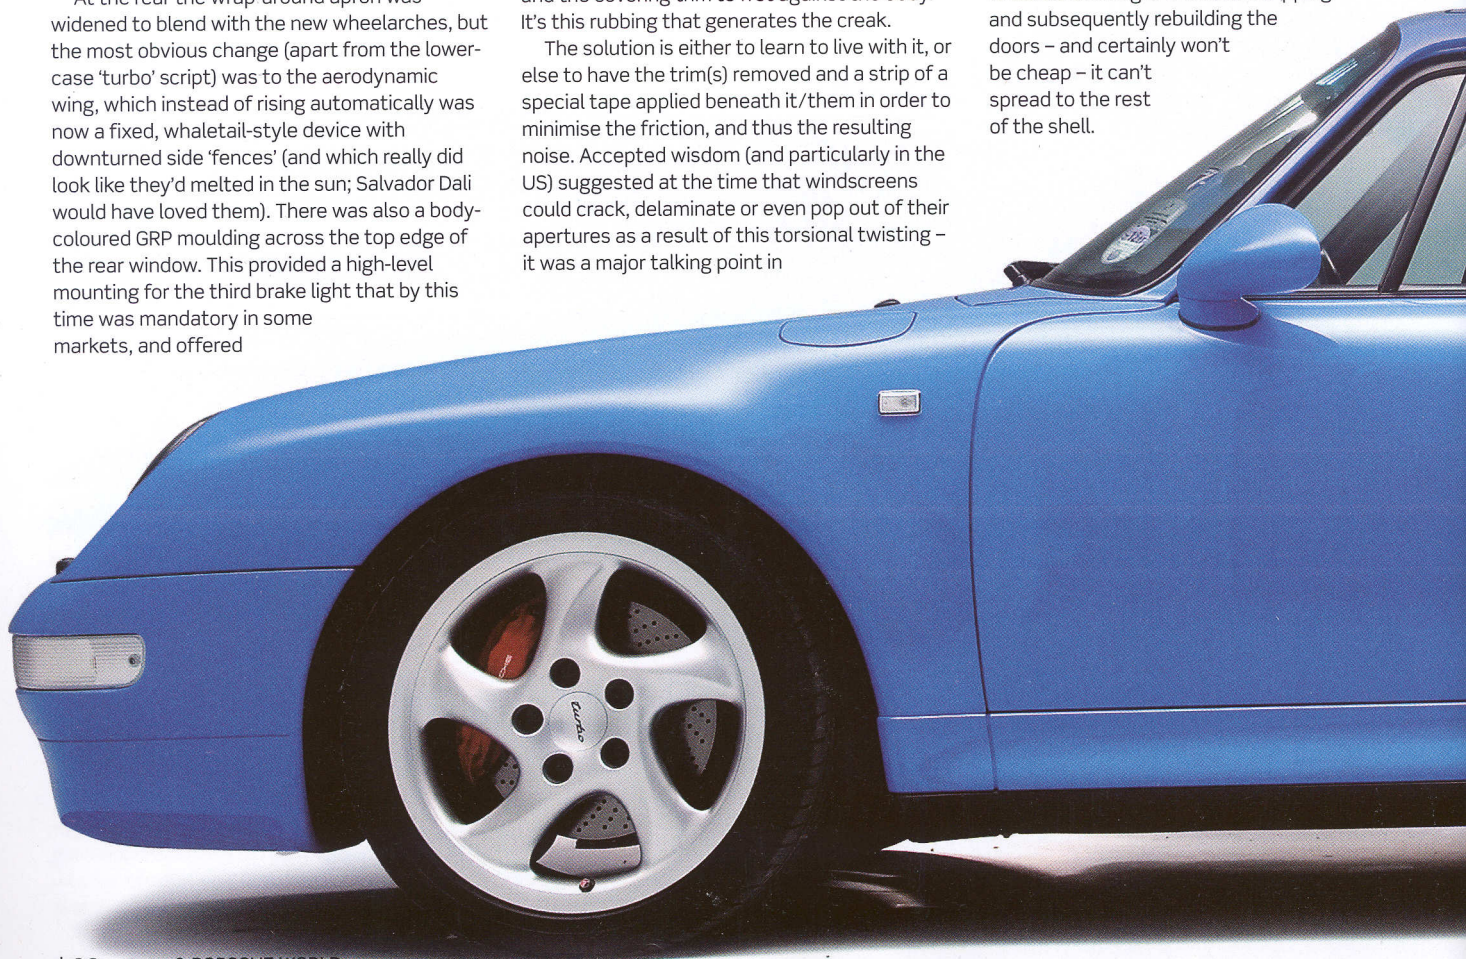 At the rear the wrap-around apron was
widened to blend with the new wheelarches, but
the most obvious change (apart from the lower-
case ‘turbo’ script) was to the aerodynamic
wing, which instead of rising automatically was
now a fixed, whaletail-style device with
downturned side ‘fences’ (and which really did
look like they’d melted in the sun; Salvador Dali
would have loved them). There was also a body-
coloured GRP moulding across the top edge of
the rear window. This provided a high-level
mounting for the third brake light that by this
time was mandatory in some
markets, and offered
It’s this rubbing that generates the creak.
The solution is either to learn to live with it, or
else to have the trim(s) removed and a strip of a
special tape applied beneath it/them in order to
minimise the friction, and thus the resulting
noise. Accepted wisdom (and particularly in the
US) suggested at the time that windscreens
could crack, delaminate or even pop out of their
apertures as a result of this torsional twisting –
it was a major talking point in
and subsequently rebuilding the
doors – and certainly won’t
be cheap – it can’t
spread to the rest
of the shell.
turbo